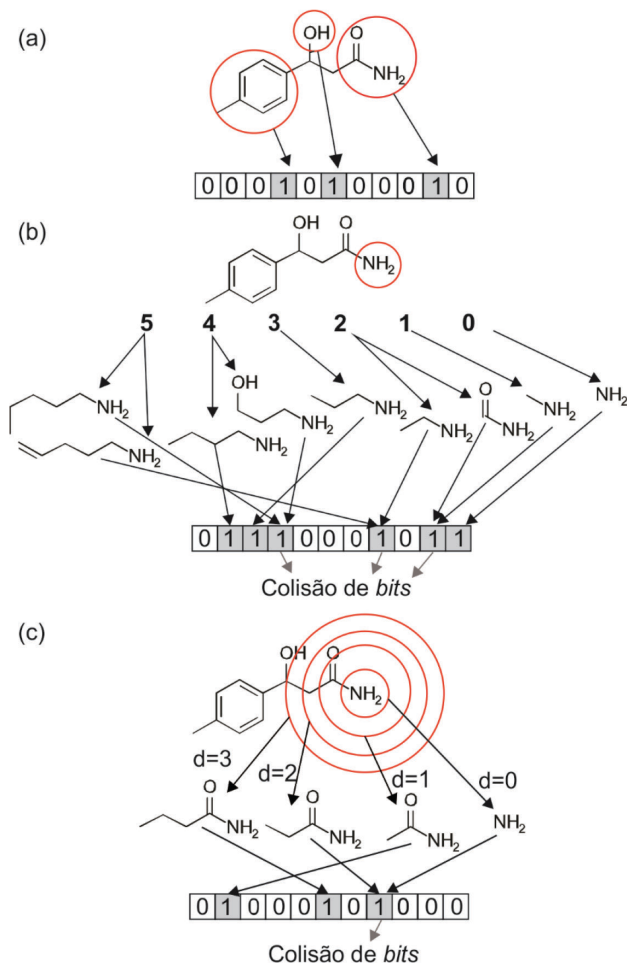 (a)
OH
O
NH2
0 0 0 1 0 1 0 0 0 1 0
(b)
OH
O
NH2
5 4 3 2 1 0
OH
O
NH2
NH2
NH2
NH2
NH2
NH2
NH2
NH2
0 1 1 1 0 0 0 1 0 1 1
Colisão de bits
(c)
OH
O
NH2
d=3
d=2
d=1
d=0
O
NH2
O
NH2
O
NH2
NH2
0 1 0 0 0 1 0 1 0 0 0
Colisão de bits